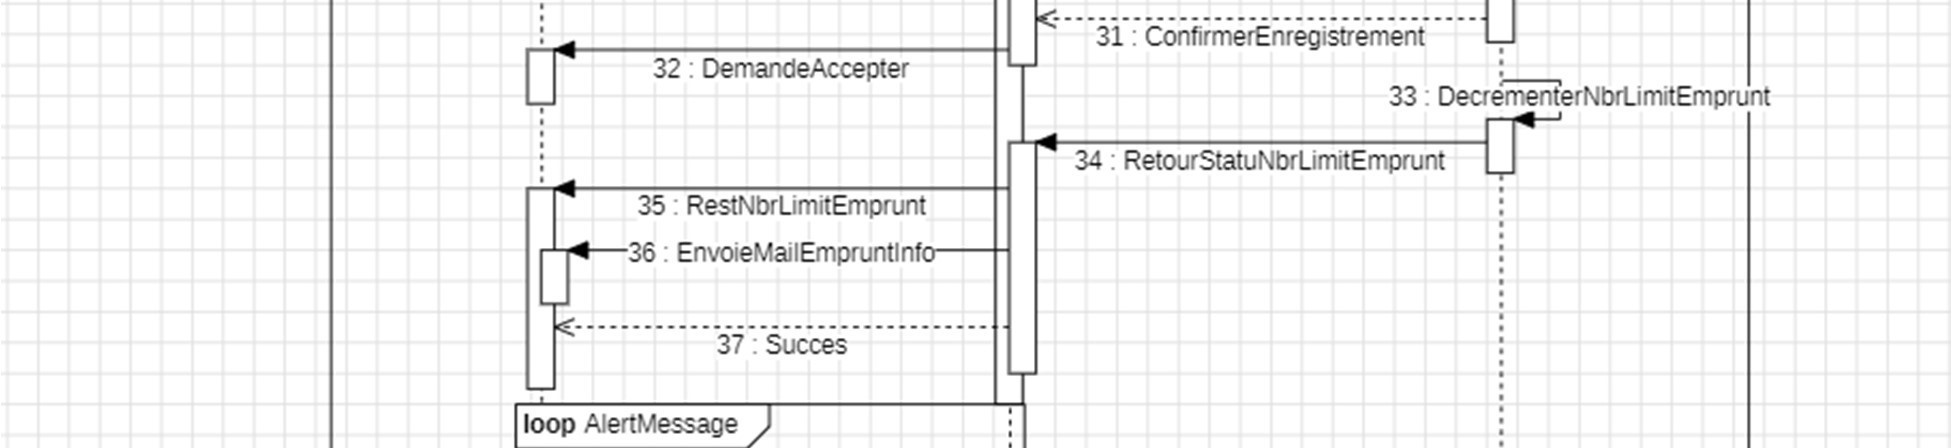 31 : ConfirmerEnregistrement
32 : DemandeAccepter
33 : DecrementerNbrLimitEmprunt
34 : RetourStatuNbrLimitEmprunt
35 : RestNbrLimitEmprunt
36 : EnvoieMailEmpruntInfo
37 : Succes
loop AlertMessage